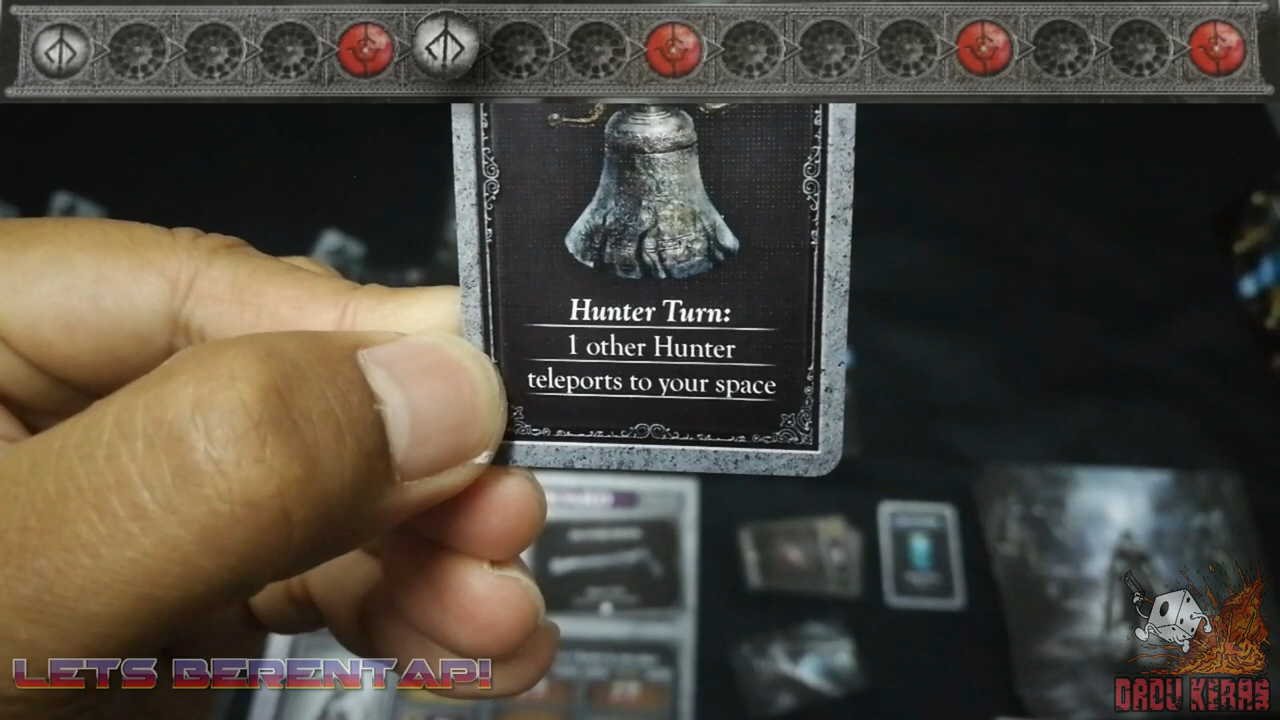 Hunter Turn:
1 other Hunter
teleports to your space
LETS BERENTAP!
DADU KERAS